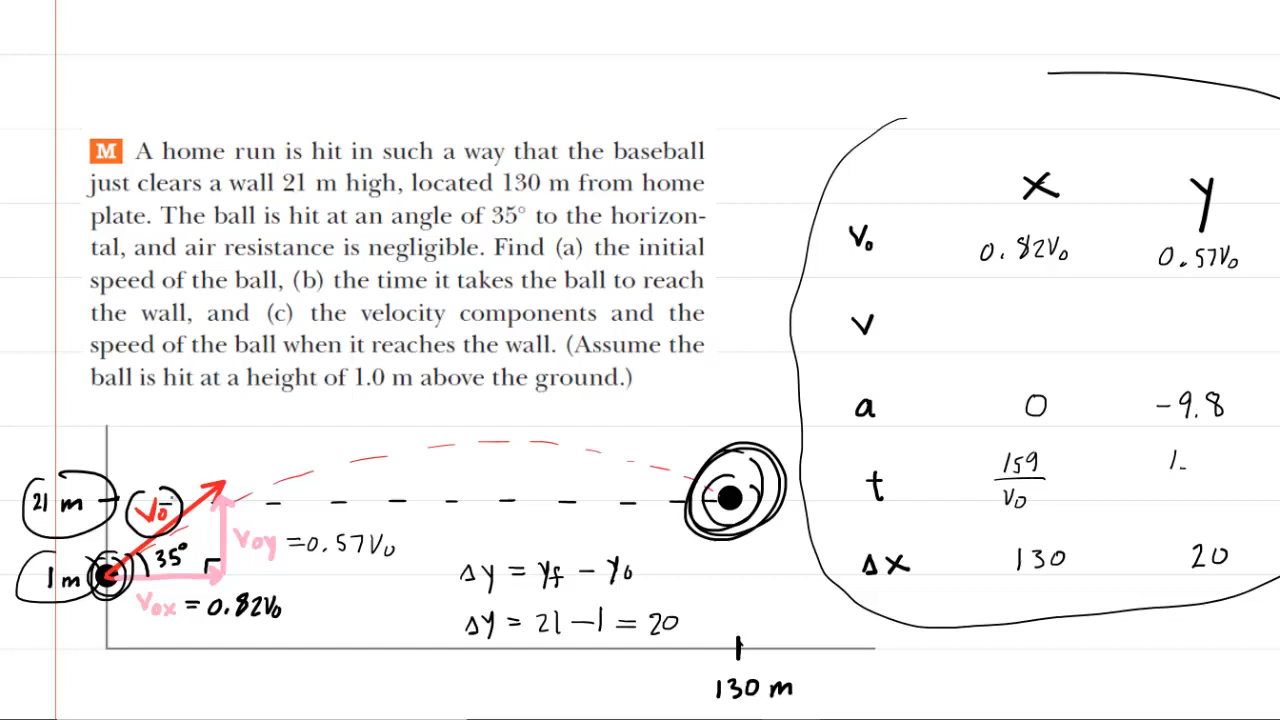 M A home run is hit in such a way that the baseball
just clears a wall 21 m high, located 130 m from home
plate. The ball is hit at an angle of 35° to the horizon-
tal, and air resistance is negligible. Find (a) the initial
speed of the ball, (b) the time it takes the ball to reach
the wall, and (c) the velocity components and the
speed of the ball when it reaches the wall. (Assume the
ball is hit at a height of 1.0 m above the ground.)
x y
v₀ 0.82v₀ 0.57v₀
v
a 0 -9.8
t 159/v₀ 1.
Δx 130 20
21 m
v₀
35°
1 m
v₀y = 0.57v₀
v₀x = 0.82v₀
Δy = yf - y₀
Δy = 21 - 1 = 20
130 m